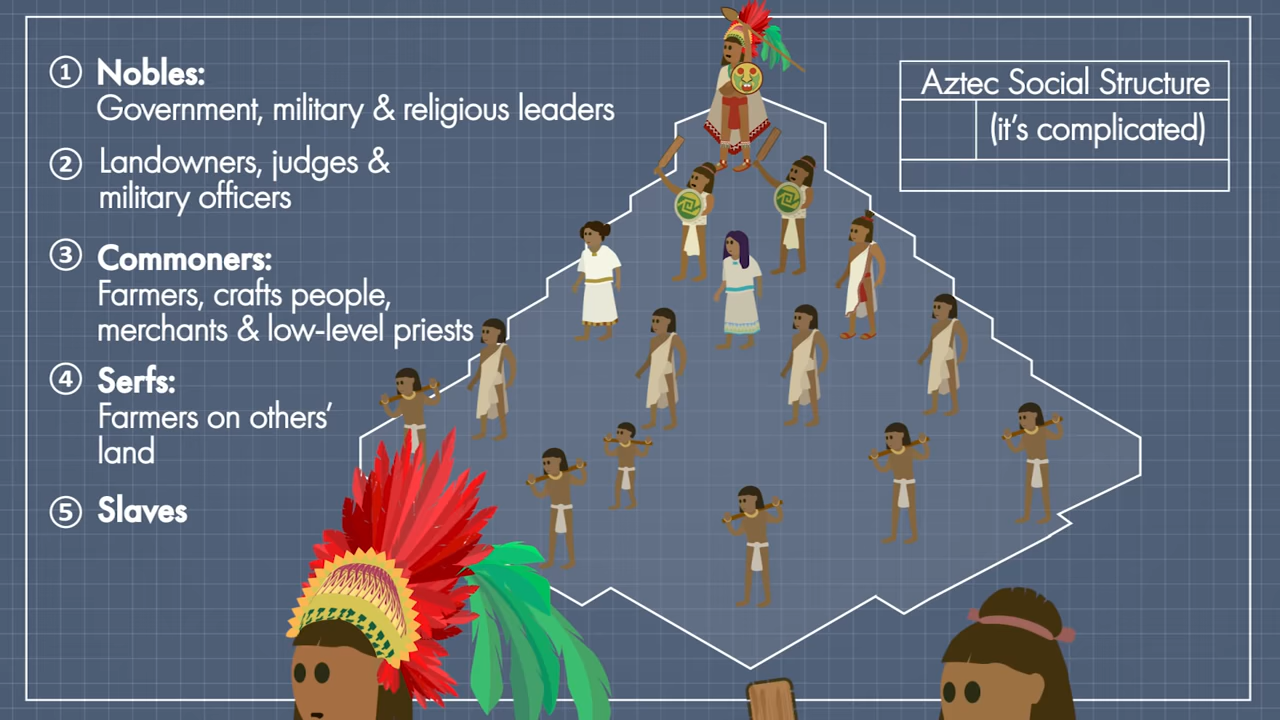 ① Nobles:
Government, military & religious leaders
② Landowners, judges &
military officers
③ Commoners:
Farmers, crafts people,
merchants & low-level priests
④ Serfs:
Farmers on others’
land
⑤ Slaves
Aztec Social Structure
(it’s complicated)